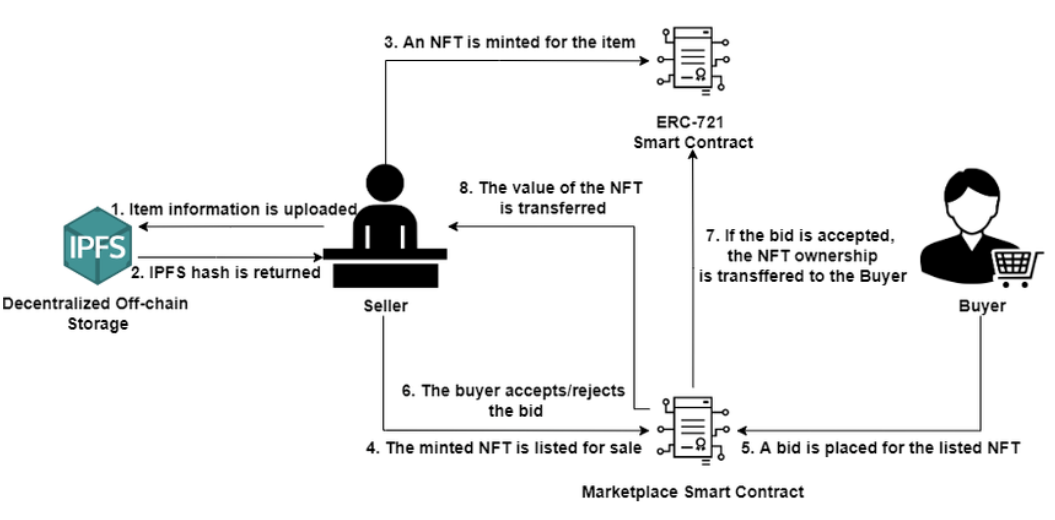 3. An NFT is minted for the item
ERC-721
Smart Contract
8. The value of the NFT
is transferred
1. Item information is uploaded
IPFS
2. IPFS hash is returned
Decentralized Off-chain
Storage
Seller
7. If the bid is accepted,
the NFT ownership
is transffered to the Buyer
Buyer
6. The buyer accepts/rejects
the bid
4. The minted NFT is listed for sale
5. A bid is placed for the listed NFT
Marketplace Smart Contract